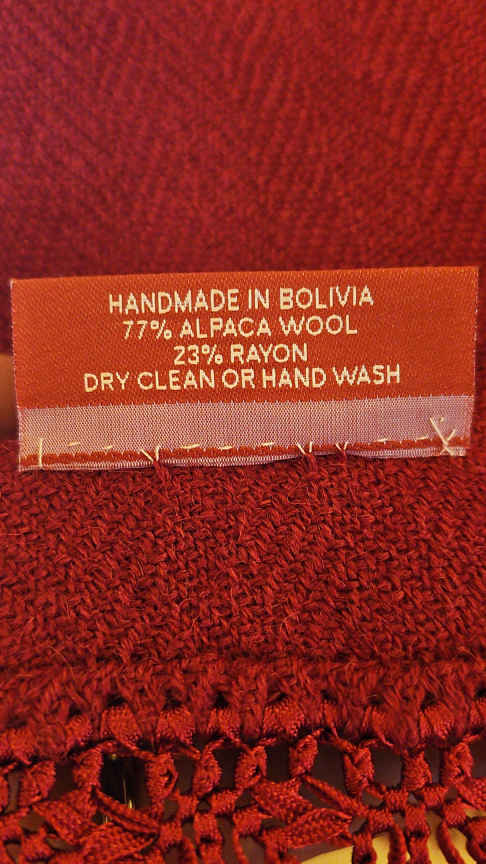 HANDMADE IN BOLIVIA
77% ALPACA WOOL
23% RAYON
DRY CLEAN OR HAND WASH